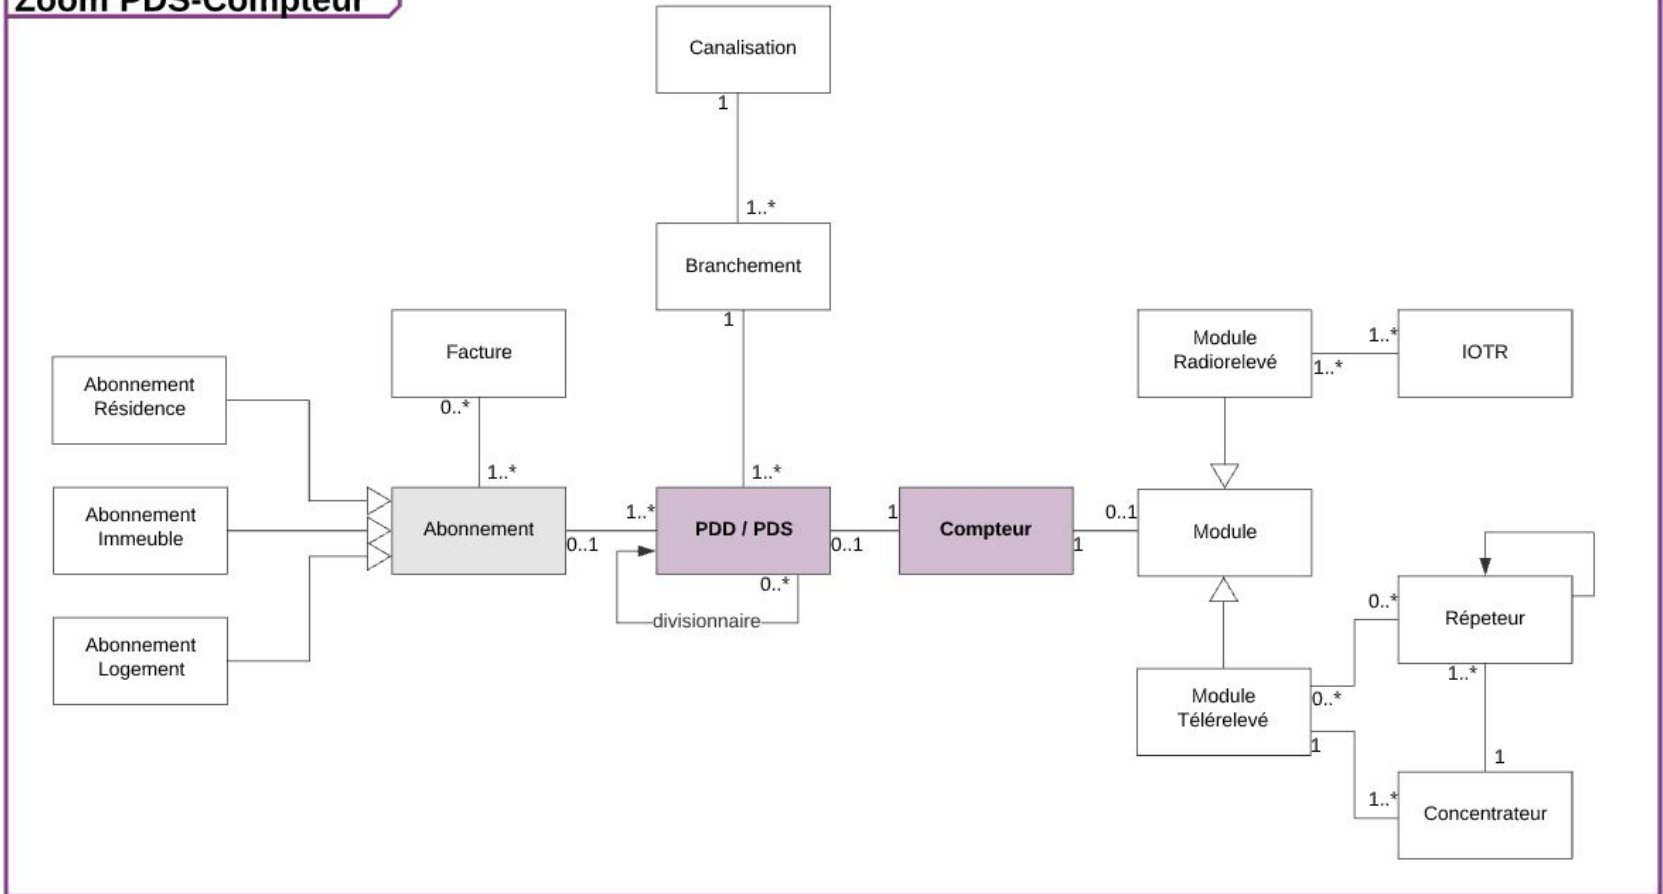 Zoom PDS-Compteur
Canalisation
1
1..*
Branchement
1
Facture
0..*
1..*
1..*
Abonnement
Résidence
Abonnement
Immeuble
Abonnement
Logement
Abonnement
1..*
0..1
PDD / PDS
0..*
divisionnaire
1
0..1
Compteur
0..1
1
Module
Module
Radiorelevé
1..*
1..*
IOTR
Module
Télérelevé
0..*
0..*
Répeteur
1..*
1
1
1..*
Concentrateur